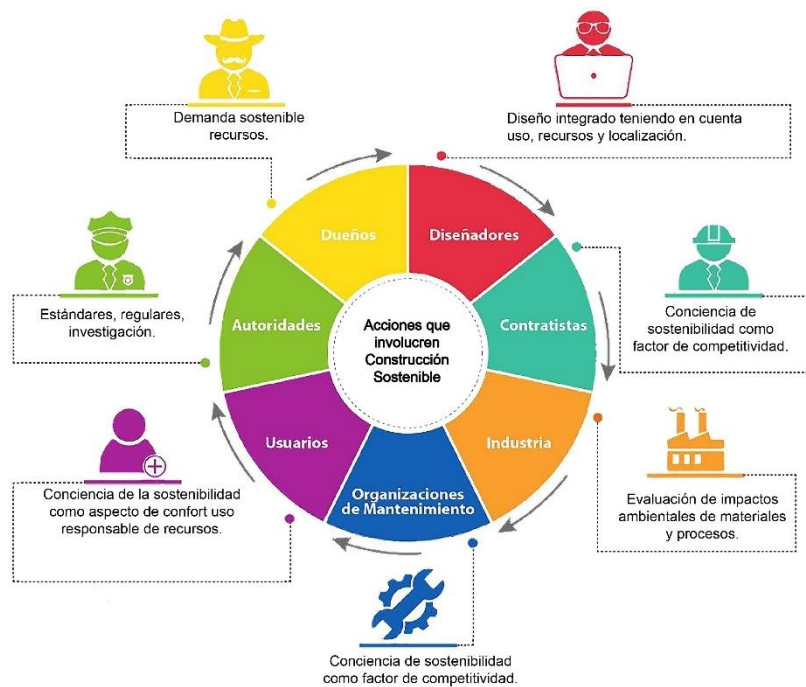 Demanda sostenible
recursos.
Diseño integrado teniendo en cuenta
uso, recursos y localización.
Dueños
Diseñadores
Estándares, regulares,
investigación.
Autoridades
Acciones que
involucren
Construcción
Sostenible
Contratistas
Conciencia de
sostenibilidad como
factor de competitividad.
Usuarios
Industria
Organizaciones
de Mantenimiento
Conciencia de la sostenibilidad
como aspecto de confort uso
responsable de recursos.
Evaluación de impactos
ambientales de materiales
y procesos.
Conciencia de sostenibilidad
como factor de competitividad.